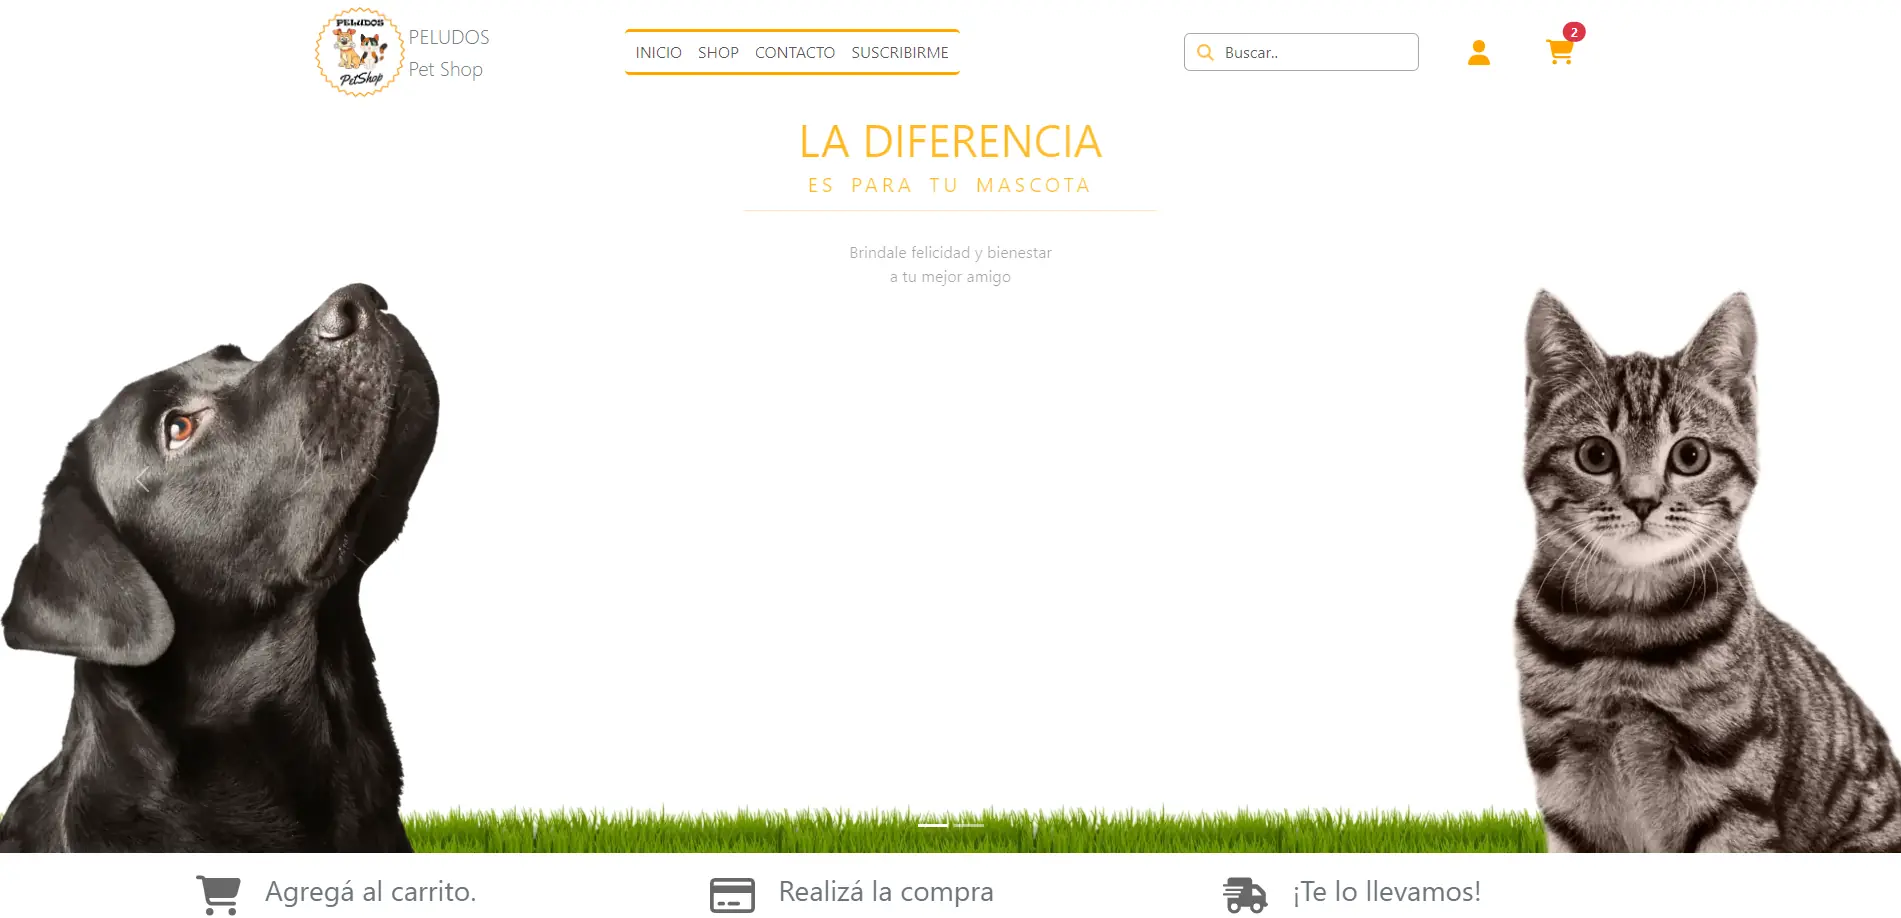 PELUDOS
PetShop
PELUDOS
Pet Shop
INICIO SHOP CONTACTO SUSCRIBIRME
Buscar..
2
LA DIFERENCIA
ES PARA TU MASCOTA
Brindale felicidad y bienestar
a tu mejor amigo
Agregá al carrito.
Realizá la compra
¡Te lo llevamos!